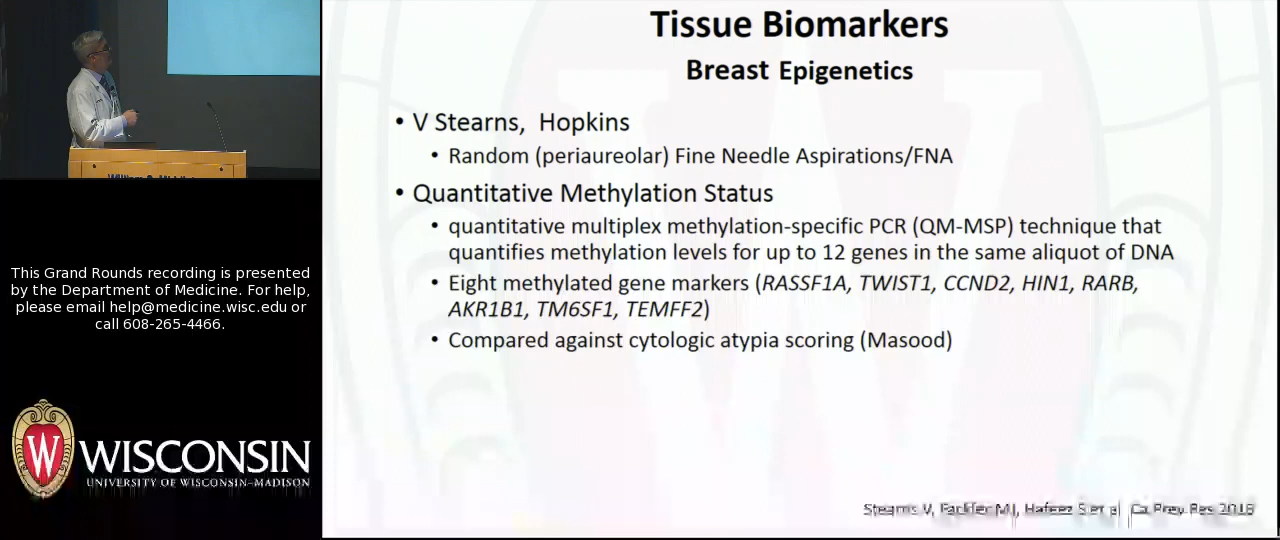 Tissue Biomarkers
Breast Epigenetics
• V Stearns, Hopkins
• Random (periaureolar) Fine Needle Aspirations/FNA
• Quantitative Methylation Status
• quantitative multiplex methylation-specific PCR (QM-MSP) technique that
quantifies methylation levels for up to 12 genes in the same aliquot of DNA
• Eight methylated gene markers (RASSF1A, TWIST1, CCND2, HIN1, RARB,
AKR1B1, TM6SF1, TEMFF2)
• Compared against cytologic atypia scoring (Masood)
Stearns V, Fackler MJ, Hafeez S et al Ca Prev Res 2016
This Grand Rounds recording is presented
by the Department of Medicine. For help,
please email help@medicine.wisc.edu or
call 608-265-4466.
W
WISCONSIN
UNIVERSITY OF WISCONSIN–MADISON